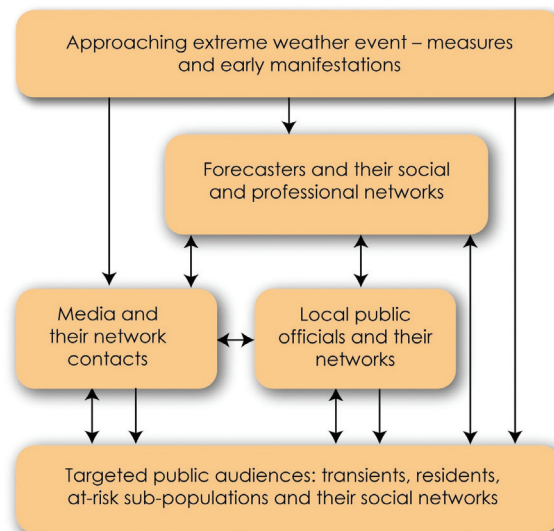 Approaching extreme weather event – measures
and early manifestations
Forecasters and their social
and professional networks
Media and
their network
contacts
Local public
officials and their
networks
Targeted public audiences: transients, residents,
at-risk sub-populations and their social networks